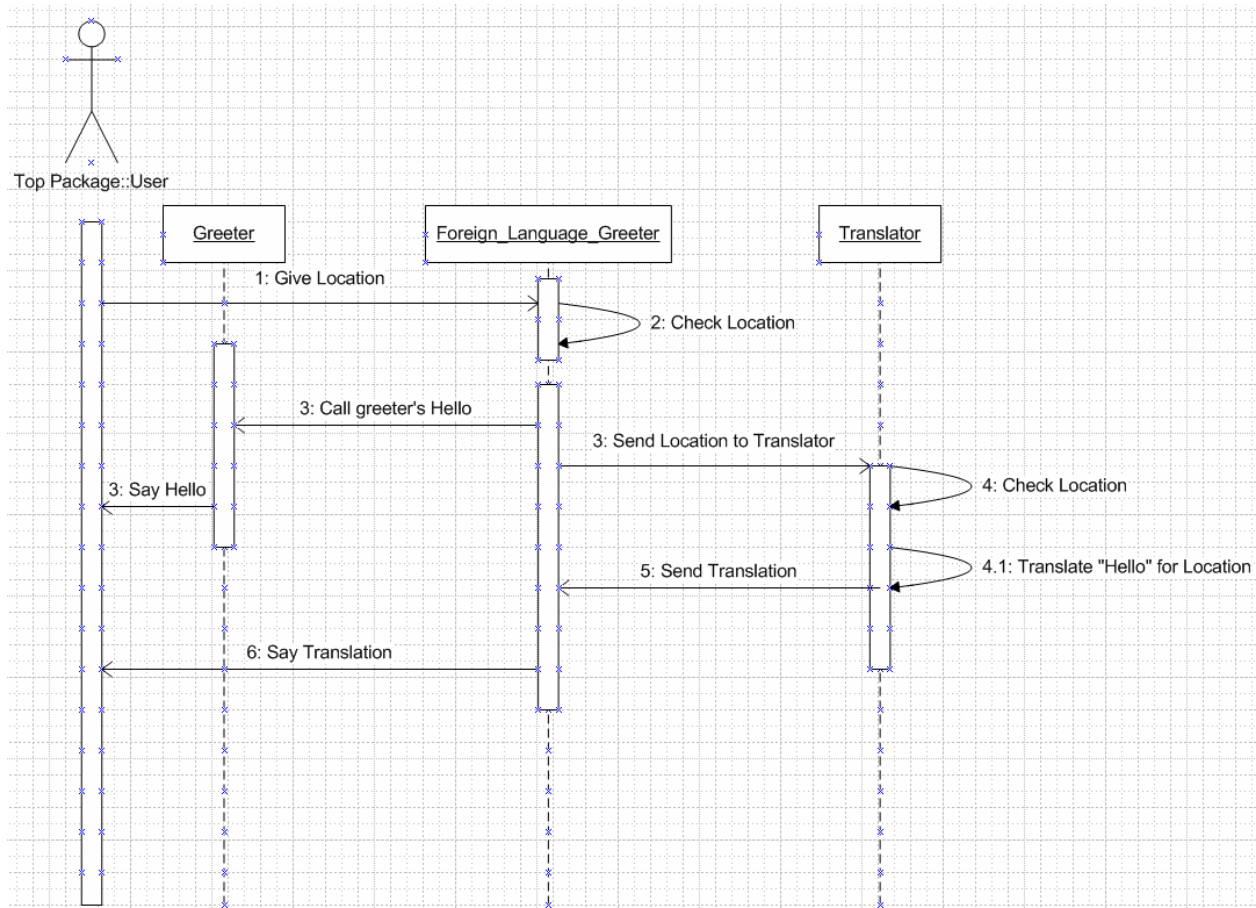 Top Package::User
Greeter
Foreign_Language_Greeter
Translator
1: Give Location
2: Check Location
3: Call greeter's Hello
3: Send Location to Translator
3: Say Hello
4: Check Location
5: Send Translation
4.1: Translate "Hello" for Location
6: Say Translation